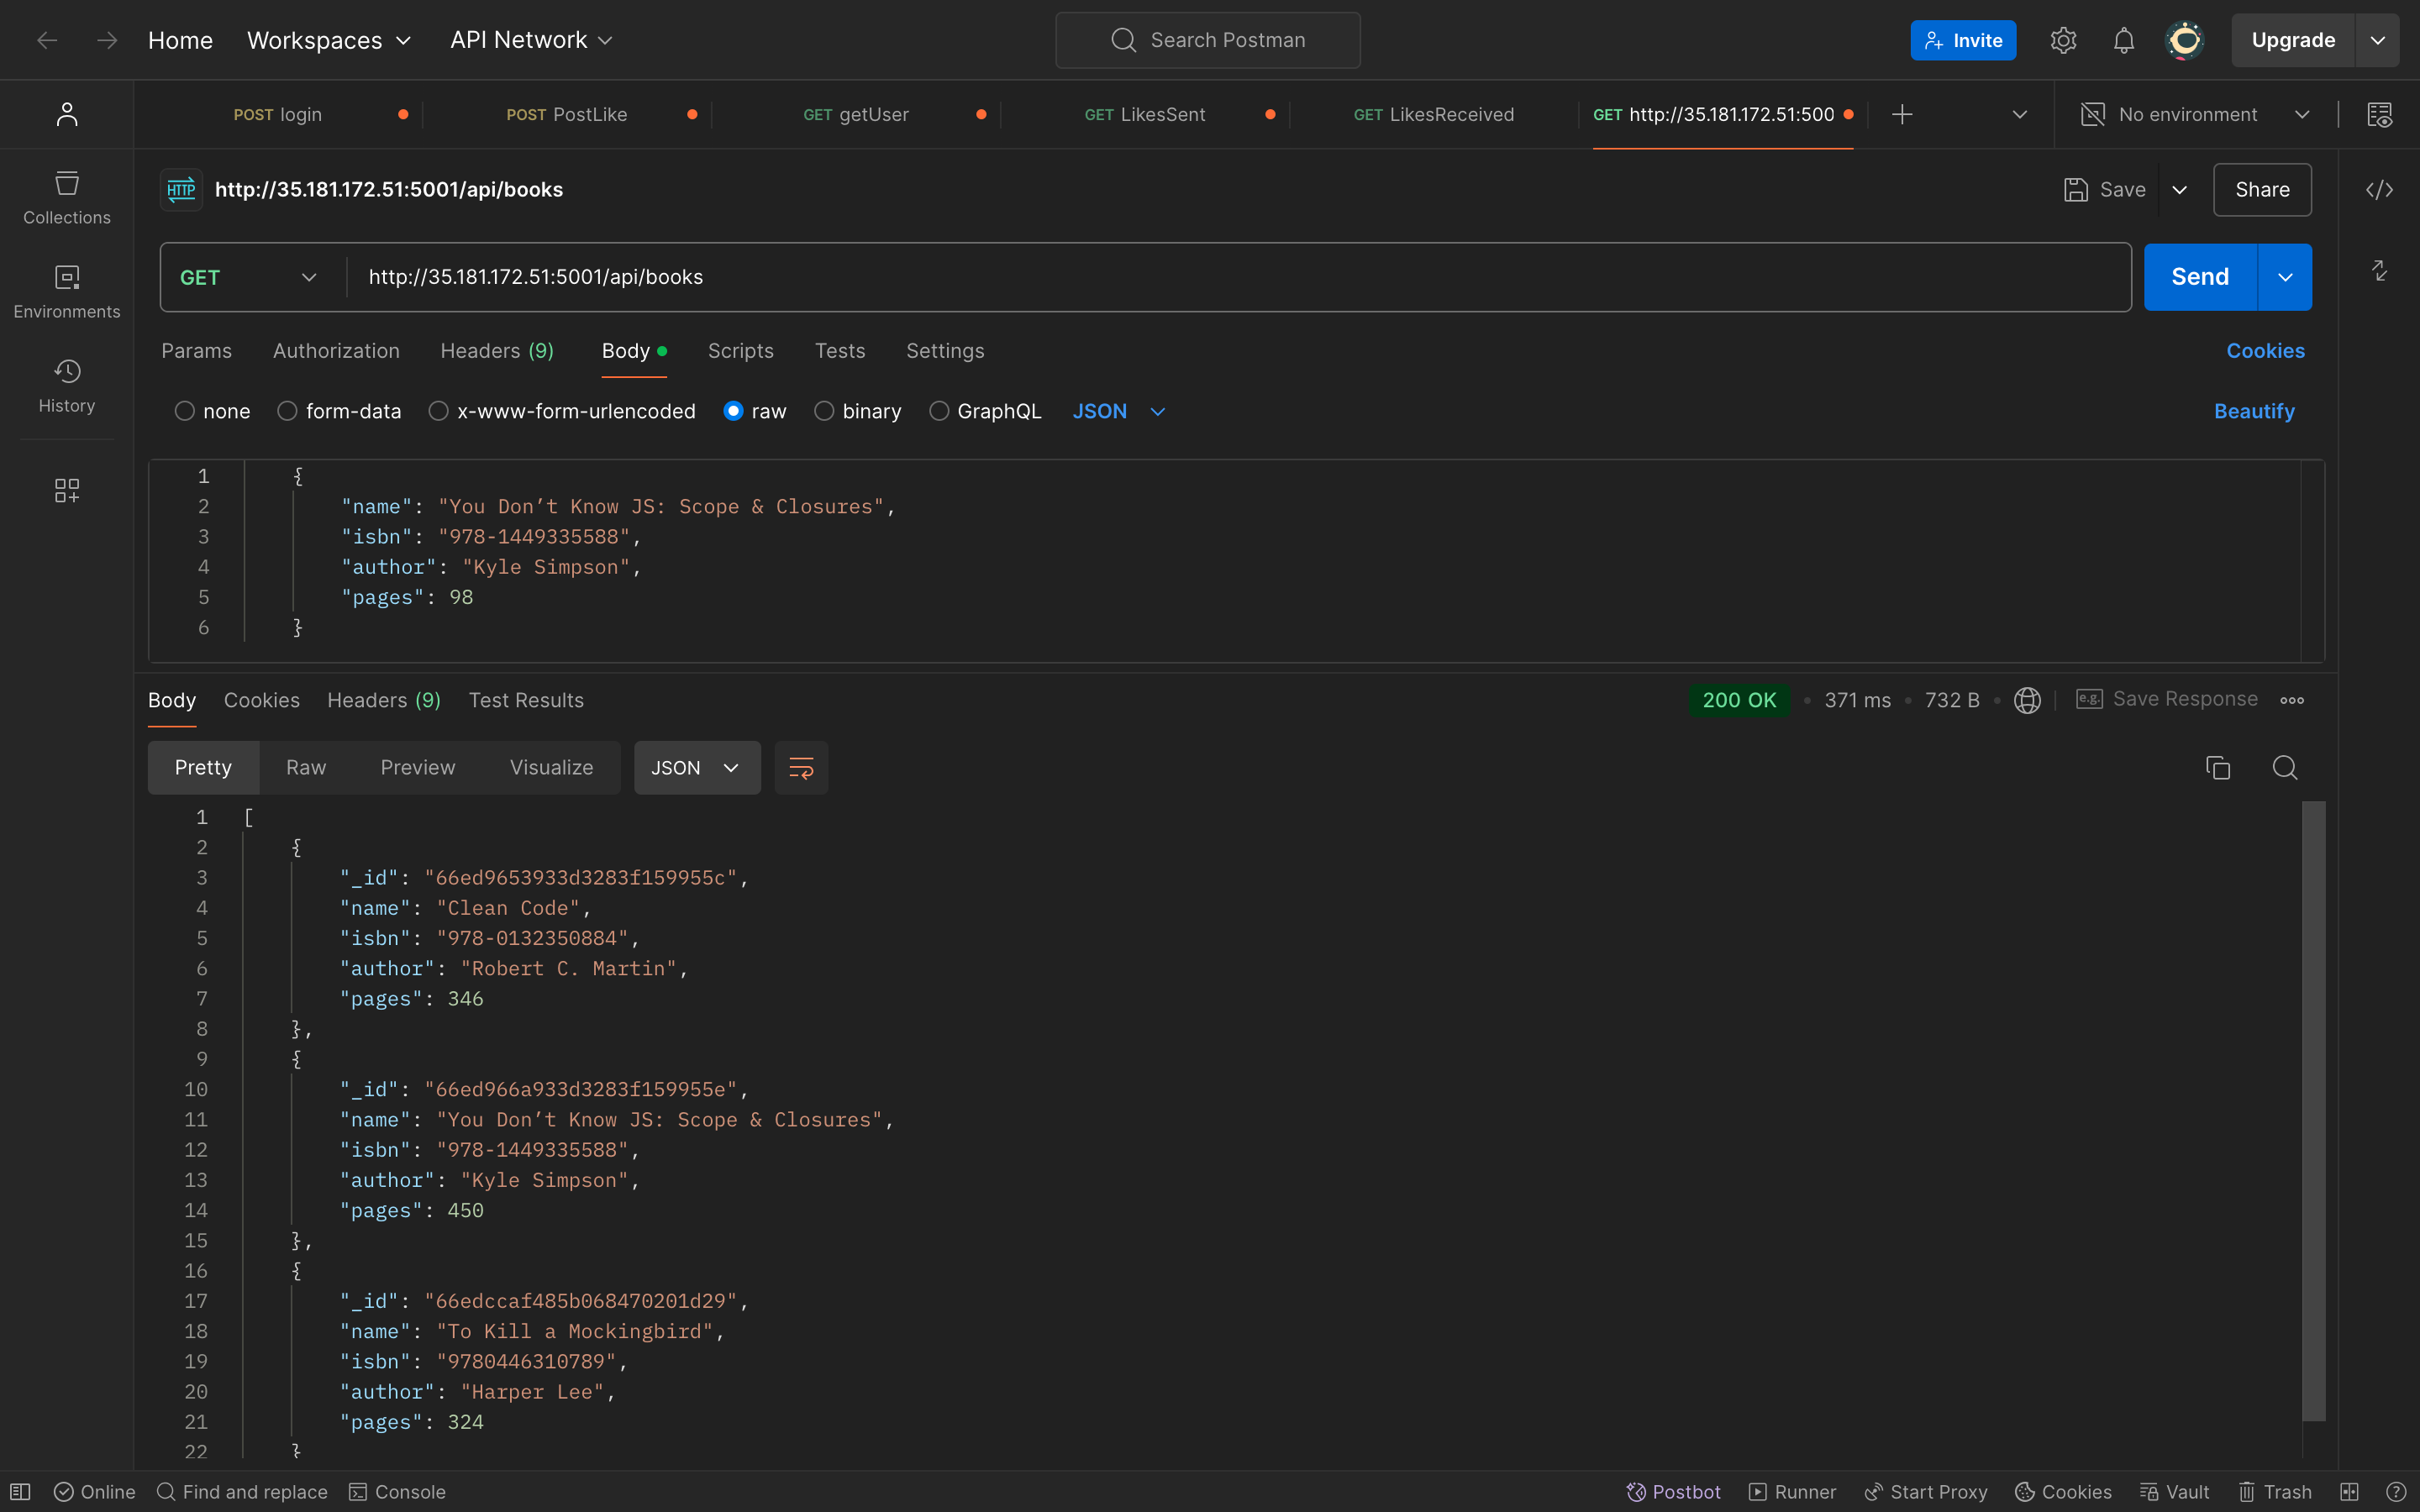 Home Workspaces API Network Search Postman Invite Upgrade
POST login POST PostLike GET getUser GET LikesSent GET LikesReceived GET http://35.181.172.51:500 No environment
HTTP http://35.181.172.51:5001/api/books Save Share
Collections
GET http://35.181.172.51:5001/api/books Send
Environments
Params Authorization Headers (9) Body Scripts Tests Settings Cookies
History
none form-data x-www-form-urlencoded raw binary GraphQL JSON Beautify
1 {
2 "name": "You Don’t Know JS: Scope & Closures",
3 "isbn": "978-1449335588",
4 "author": "Kyle Simpson",
5 "pages": 98
6 }
Body Cookies Headers (9) Test Results 200 OK • 371 ms • 732 B • e.g. Save Response
Pretty Raw Preview Visualize JSON
1 [
2 {
3 "_id": "66ed9653933d3283f159955c",
4 "name": "Clean Code",
5 "isbn": "978-0132350884",
6 "author": "Robert C. Martin",
7 "pages": 346
8 },
9 {
10 "_id": "66ed966a933d3283f159955e",
11 "name": "You Don’t Know JS: Scope & Closures",
12 "isbn": "978-1449335588",
13 "author": "Kyle Simpson",
14 "pages": 450
15 },
16 {
17 "_id": "66edccaf485b068470201d29",
18 "name": "To Kill a Mockingbird",
19 "isbn": "9780446310789",
20 "author": "Harper Lee",
21 "pages": 324
22 }
Online Find and replace Console Postbot Runner Start Proxy Cookies Vault Trash